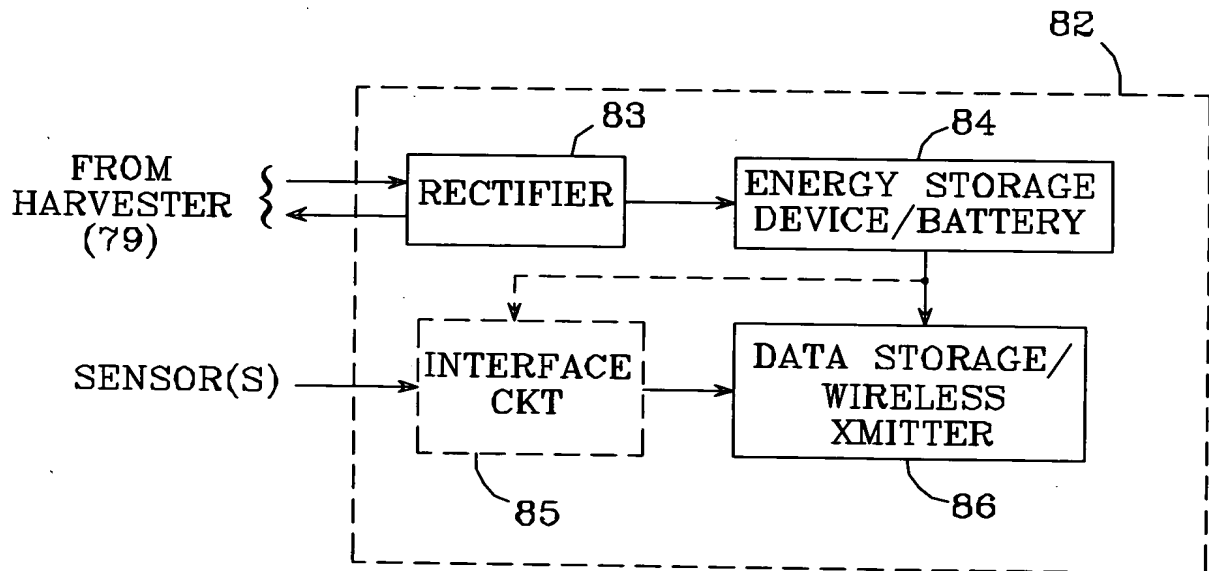 82
83
84
FROM
HARVESTER
(79)
RECTIFIER
ENERGY STORAGE
DEVICE/BATTERY
SENSOR(S)
INTERFACE
CKT
DATA STORAGE/
WIRELESS
XMITTER
85
86